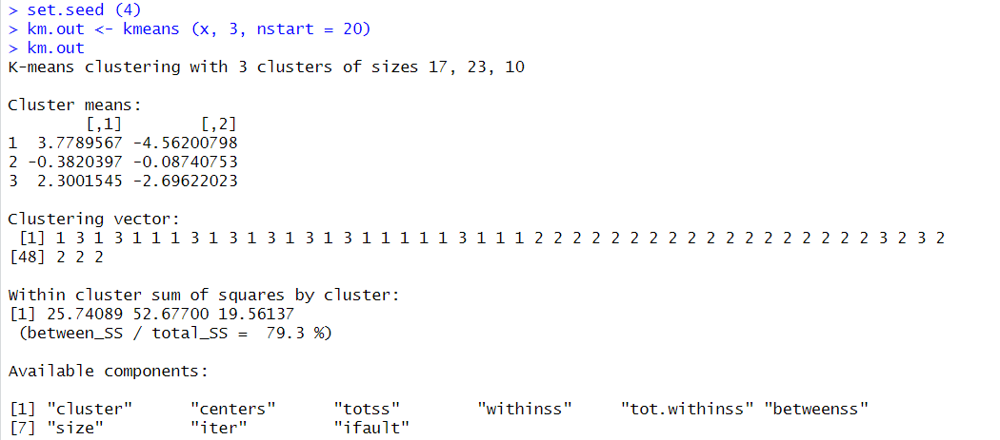 > set.seed (4)
> km.out <- kmeans (x, 3, nstart = 20)
> km.out
K-means clustering with 3 clusters of sizes 17, 23, 10
Cluster means:
[,1] [,2]
1 3.7789567 -4.56200798
2 -0.3820397 -0.08740753
3 2.3001545 -2.69622023
Clustering vector:
[1] 1 3 1 3 1 1 1 3 1 3 1 3 1 3 1 3 1 1 1 1 1 3 1 1 1 2 2 2 2 2 2 2 2 2 2 2 2 2 2 2 2 2 2 3 2 3 2
[48] 2 2 2
Within cluster sum of squares by cluster:
[1] 25.74089 52.67700 19.56137
(between_SS / total_SS = 79.3 %)
Available components:
[1] "cluster" "centers" "totss" "withinss" "tot.withinss" "betweenss"
[7] "size" "iter" "ifault"